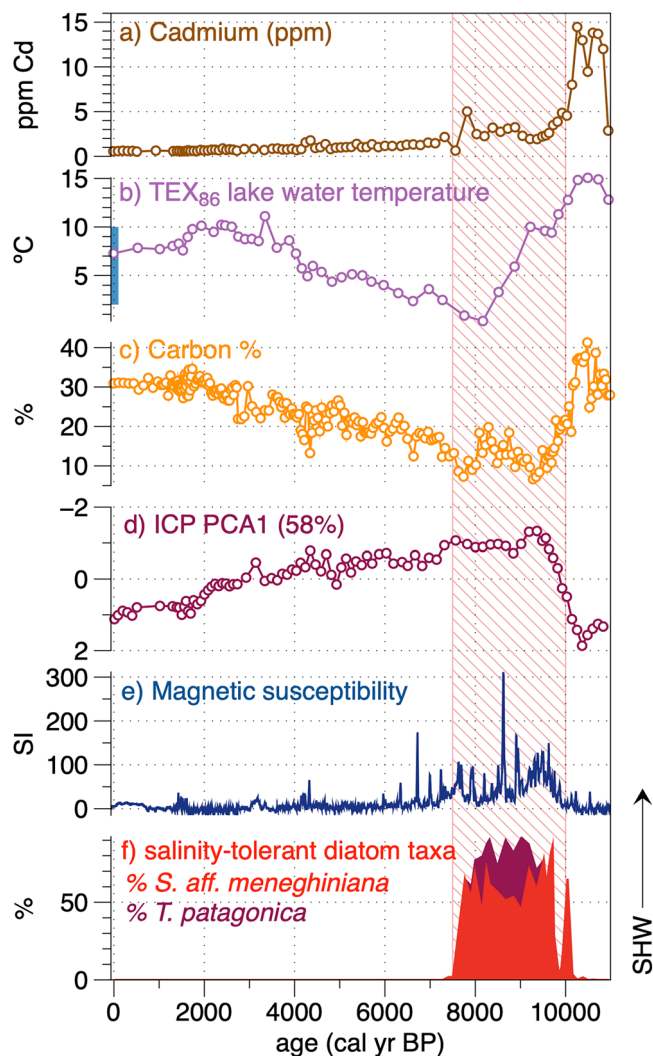 a) Cadmium (ppm)
ppm Cd
15
10
5
0
b) TEX86 lake water temperature
ºC
15
10
5
c) Carbon %
%
40
30
20
10
d) ICP PCA1 (58%)
−2
0
2
e) Magnetic susceptibility
SI
300
200
100
0
f) salinity-tolerant diatom taxa
% S. aff. meneghiniana
% T. patagonica
%
50
0
SHW
0 2000 4000 6000 8000 10000
age (cal yr BP)